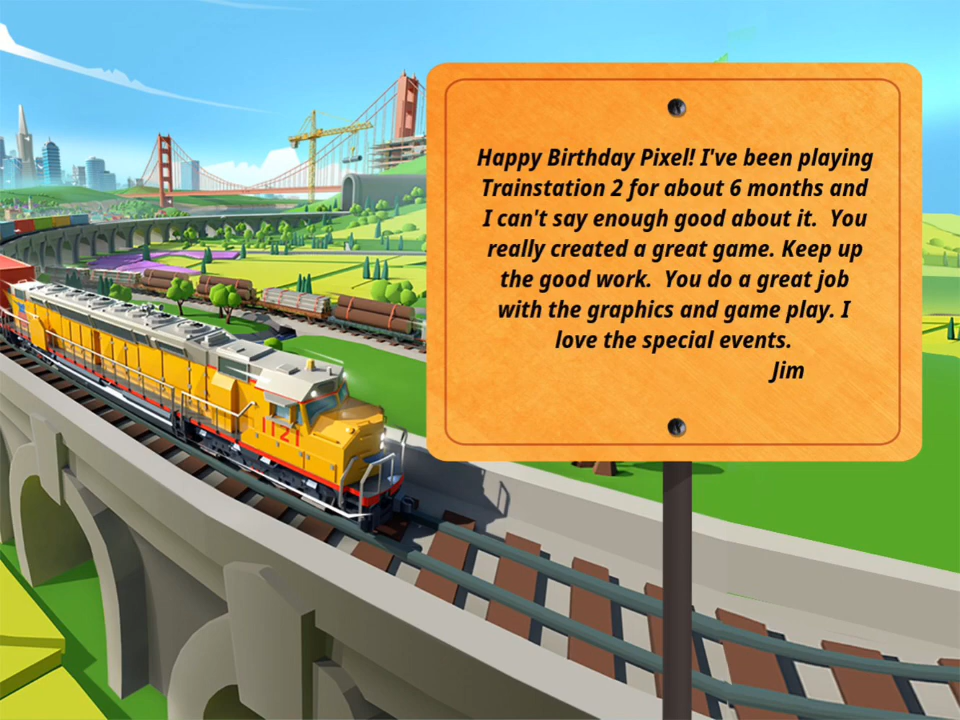 Happy Birthday Pixel! I've been playing
Trainstation 2 for about 6 months and
I can't say enough good about it.  You
really created a great game. Keep up
the good work.  You do a great job
with the graphics and game play. I
love the special events.
Jim
1121